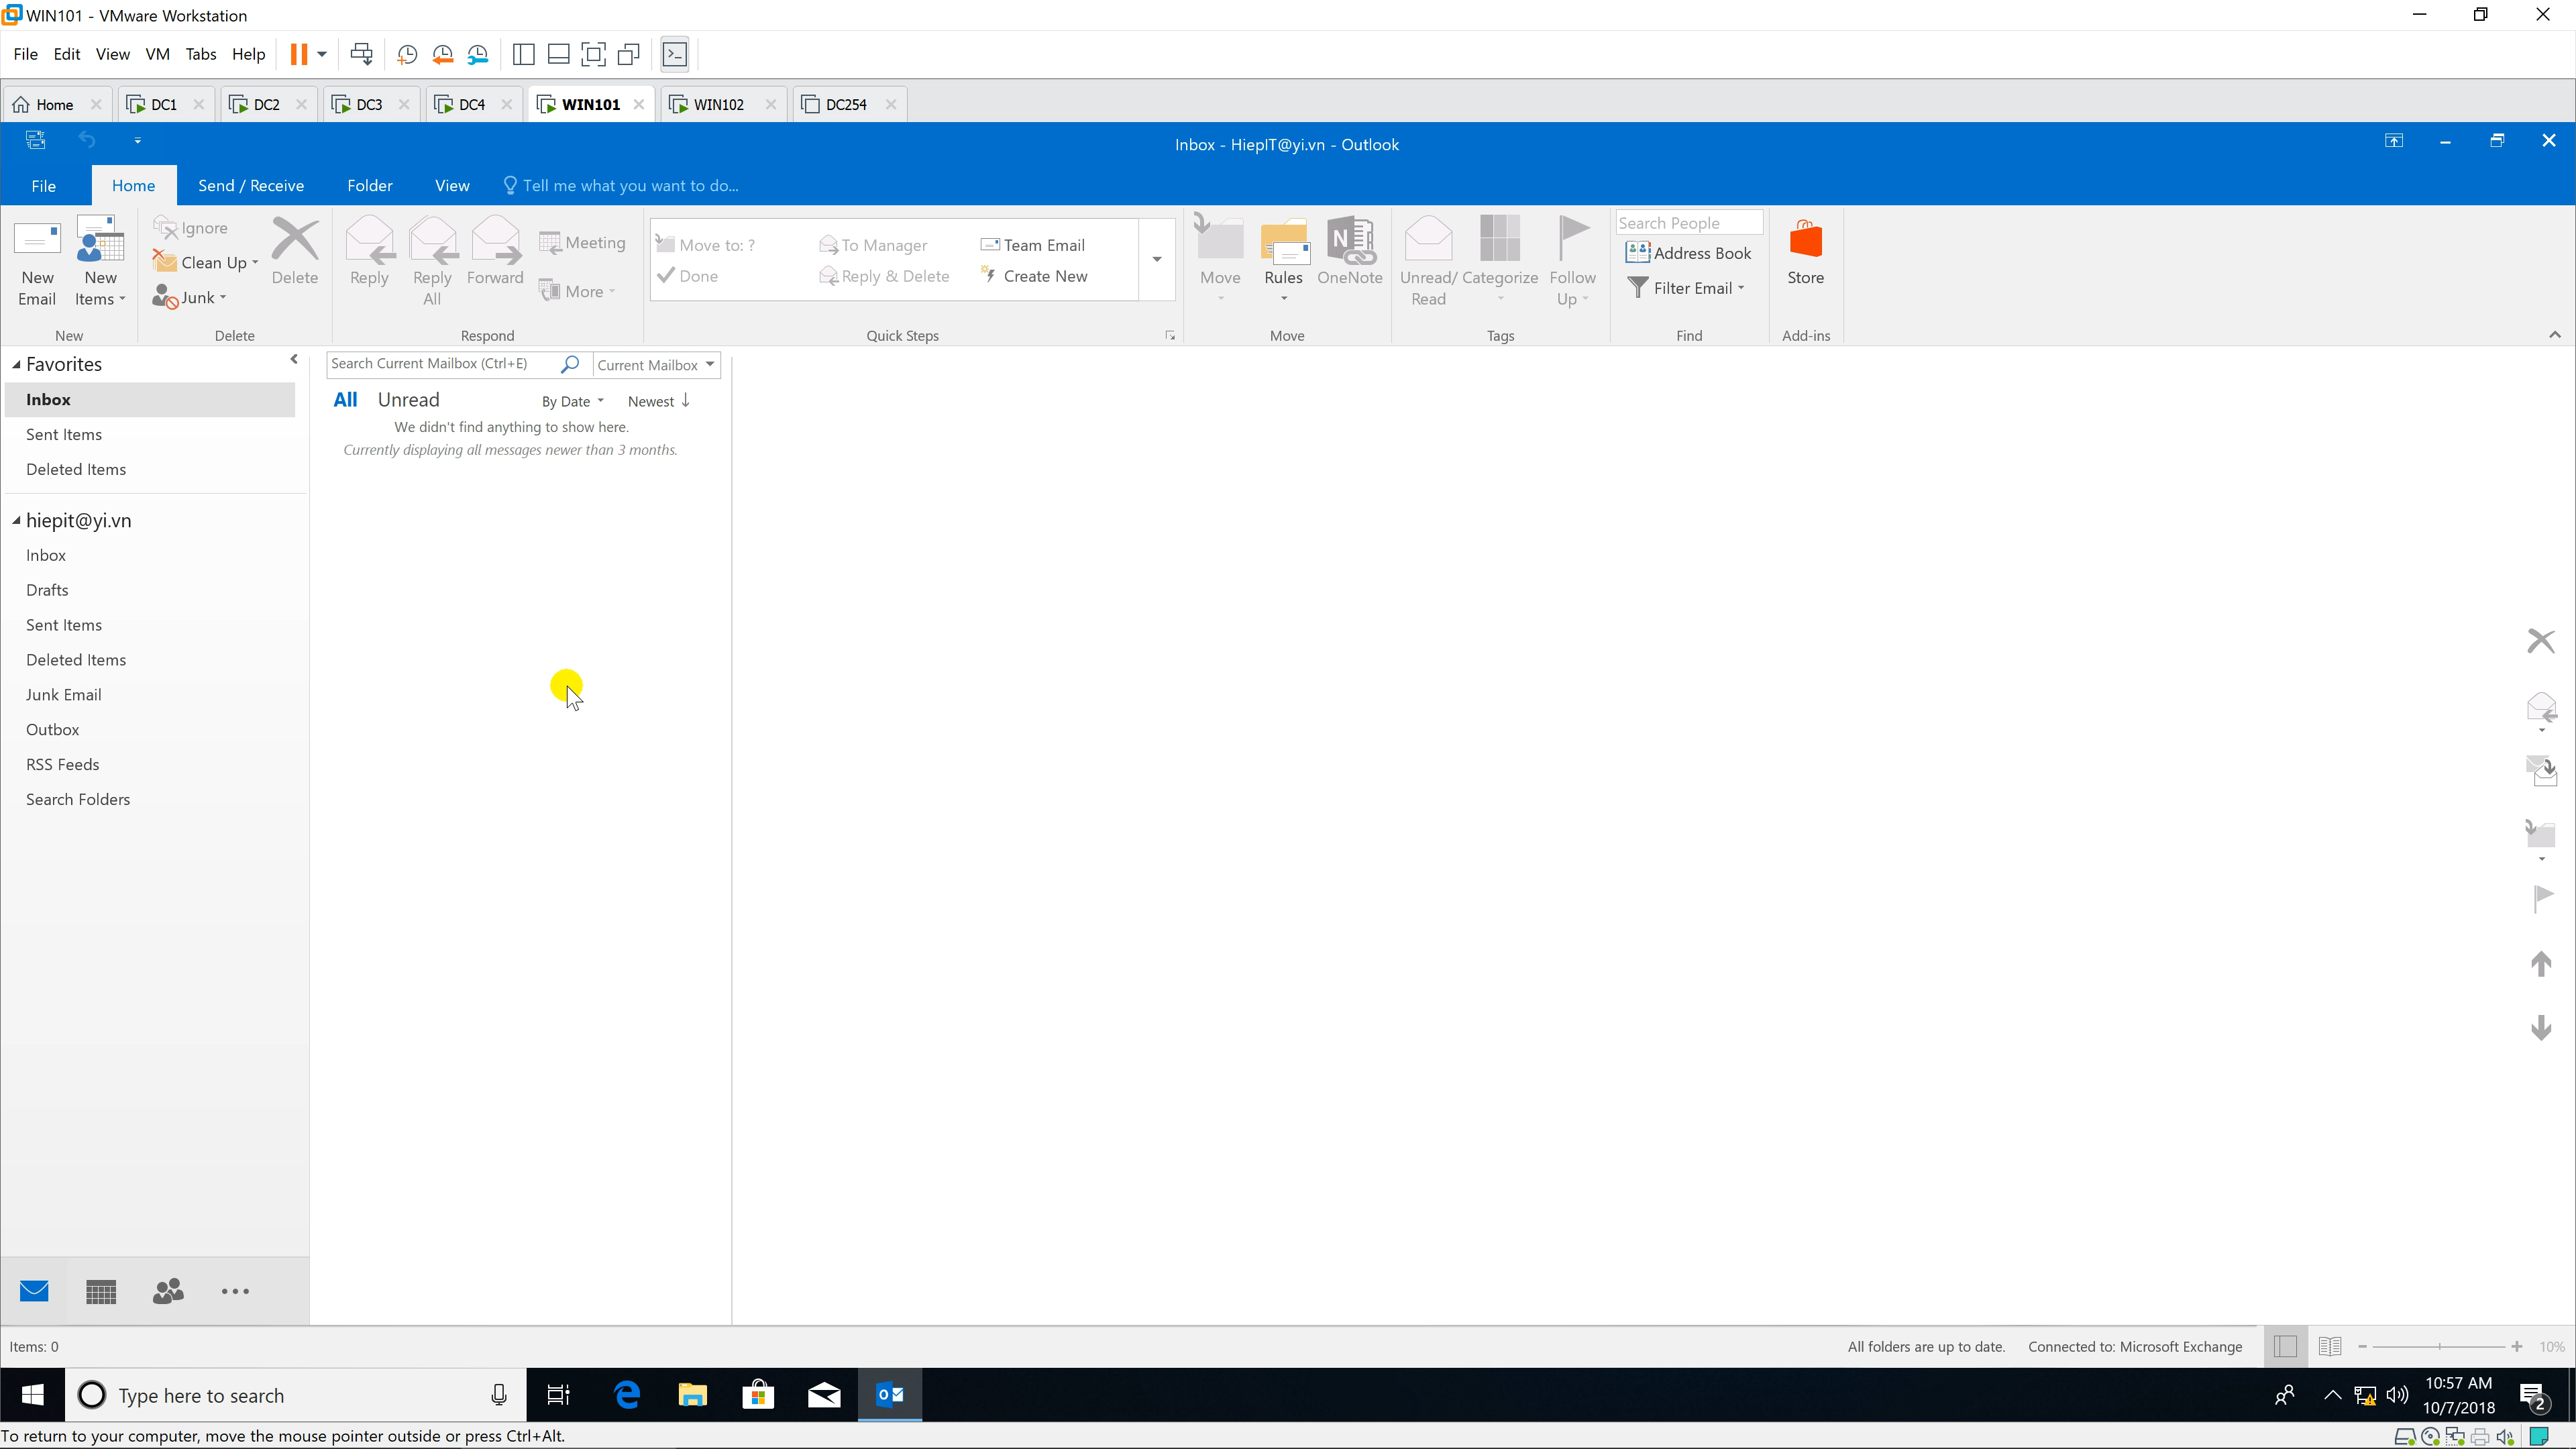 WIN101 - VMware Workstation
File Edit View VM Tabs Help
Home DC1 DC2 DC3 DC4 WIN101 WIN102 DC254
Inbox - HiepIT@yi.vn - Outlook
File Home Send / Receive Folder View Tell me what you want to do...
New Email
New Items
Ignore
Clean Up
Junk
Delete
Reply
Reply All
Forward
Meeting
More
Move to: ?
To Manager
Team Email
Done
Reply & Delete
Create New
Move
Rules
OneNote
Unread/ Read
Categorize
Follow Up
Search People
Address Book
Filter Email
Store
New Delete Respond Quick Steps Move Tags Find Add-ins
Favorites
Inbox
Sent Items
Deleted Items
hiepit@yi.vn
Inbox
Drafts
Sent Items
Deleted Items
Junk Email
Outbox
RSS Feeds
Search Folders
Search Current Mailbox (Ctrl+E) Current Mailbox
All Unread By Date Newest
We didn't find anything to show here.
Currently displaying all messages newer than 3 months.
Items: 0
All folders are up to date. Connected to: Microsoft Exchange 10%
Type here to search
10:57 AM
10/7/2018
2
To return to your computer, move the mouse pointer outside or press Ctrl+Alt.